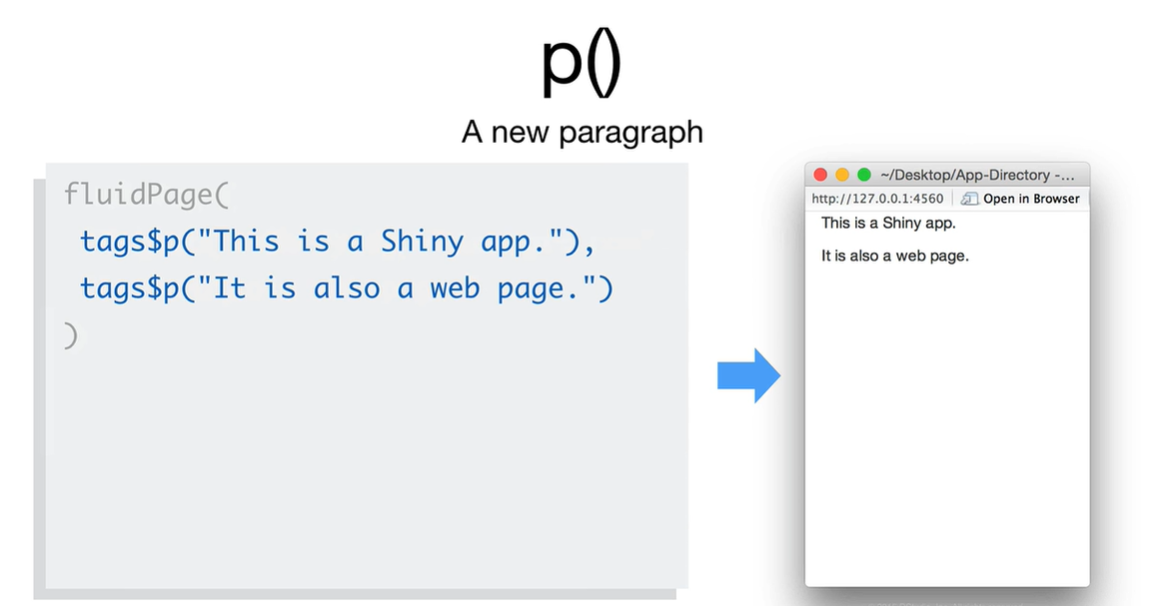 p()
A new paragraph
fluidPage(
tags$p("This is a Shiny app."),
tags$p("It is also a web page.")
)
~/Desktop/App-Directory -...
http://127.0.0.1:4560 Open in Browser
This is a Shiny app.
It is also a web page.